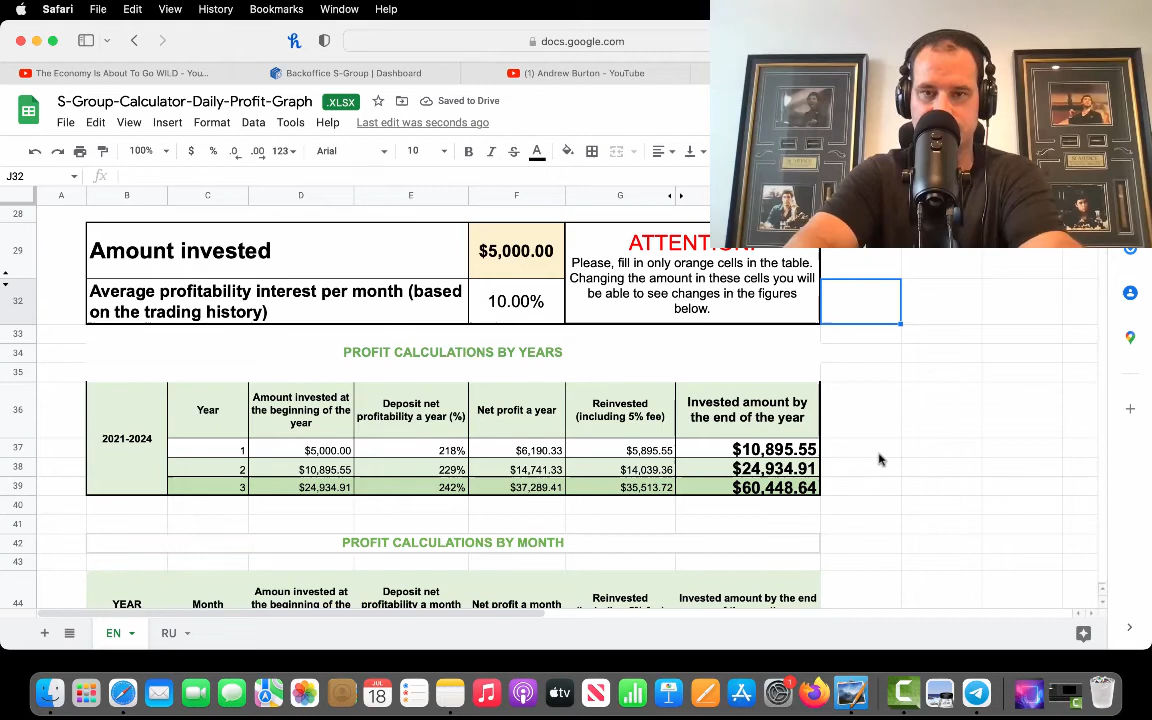 Safari File Edit View History Bookmarks Window Help
docs.google.com
The Economy Is About To Go WILD - You...
Backoffice S-Group | Dashboard
(1) Andrew Burton - YouTube
S-Group-Calculator-Daily-Profit-Graph .XLSX Saved to Drive
File Edit View Insert Format Data Tools Help Last edit was seconds ago
100% $ % .0 .00 123 Arial 10 B I S A
J32 fx
A B C D E F G
28
29 Amount invested $5,000.00
Please, fill in only orange cells in the table.
Changing the amount in these cells you will
be able to see changes in the figures
below.
32 Average profitability interest per month (based
on the trading history) 10.00%
33
34 PROFIT CALCULATIONS BY YEARS
35
36 2021-2024
Year
Amount invested at
the beginning of the
year
Deposit net
profitability a year (%)
Net profit a year
Reinvested
(including 5% fee)
Invested amount by
the end of the year
37 1 $5,000.00 218% $6,190.33 $5,895.55 $10,895.55
38 2 $10,895.55 229% $14,741.33 $14,039.36 $24,934.91
39 3 $24,934.91 242% $37,289.41 $35,513.72 $60,448.64
40
41
42 PROFIT CALCULATIONS BY MONTH
43
44 YEAR
Month
Amoun invested at
the beginning of the
Deposit net
profitability a month
Net profit a month
Reinvested
Invested amount by the end
EN RU
JUL
18
tv
1